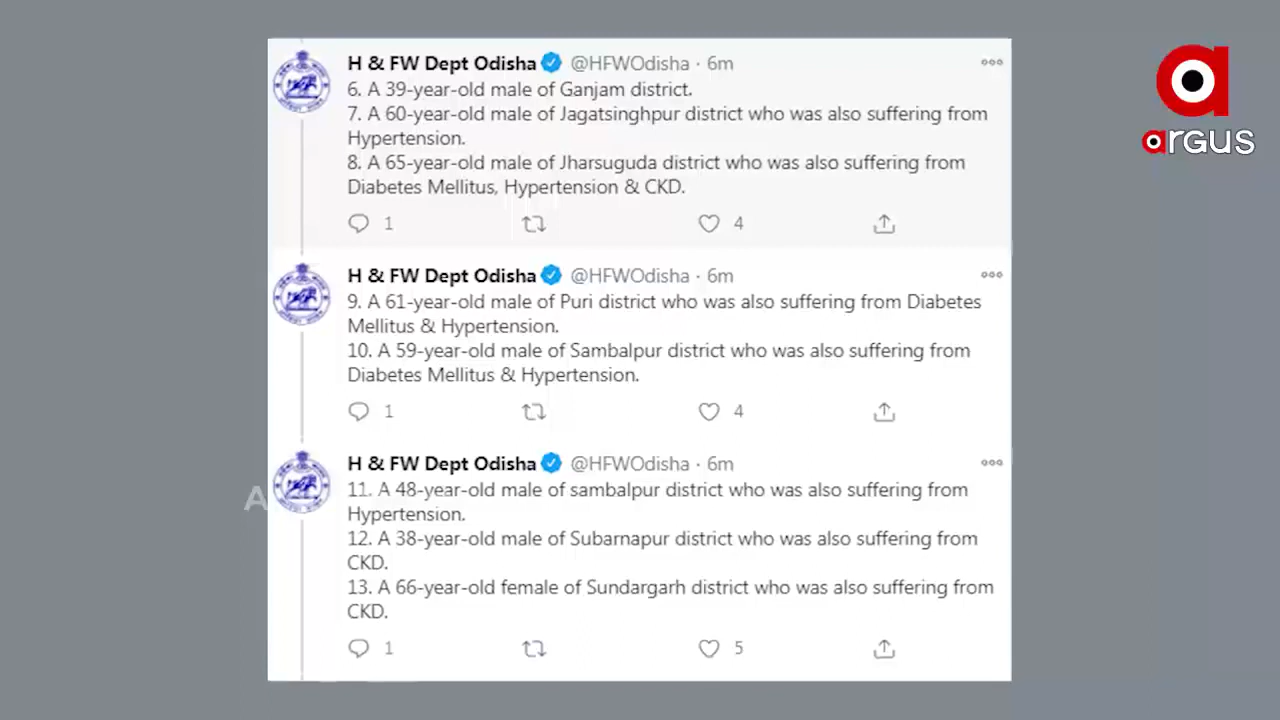 H & FW Dept Odisha @HFWOdisha · 6m
6. A 39-year-old male of Ganjam district.
7. A 60-year-old male of Jagatsinghpur district who was also suffering from
Hypertension.
8. A 65-year-old male of Jharsuguda district who was also suffering from
Diabetes Mellitus, Hypertension & CKD.
1 4
H & FW Dept Odisha @HFWOdisha · 6m
9. A 61-year-old male of Puri district who was also suffering from Diabetes
Mellitus & Hypertension.
10. A 59-year-old male of Sambalpur district who was also suffering from
Diabetes Mellitus & Hypertension.
1 4
H & FW Dept Odisha @HFWOdisha · 6m
11. A 48-year-old male of sambalpur district who was also suffering from
Hypertension.
12. A 38-year-old male of Subarnapur district who was also suffering from
CKD.
13. A 66-year-old female of Sundargarh district who was also suffering from
CKD.
1 5
argus